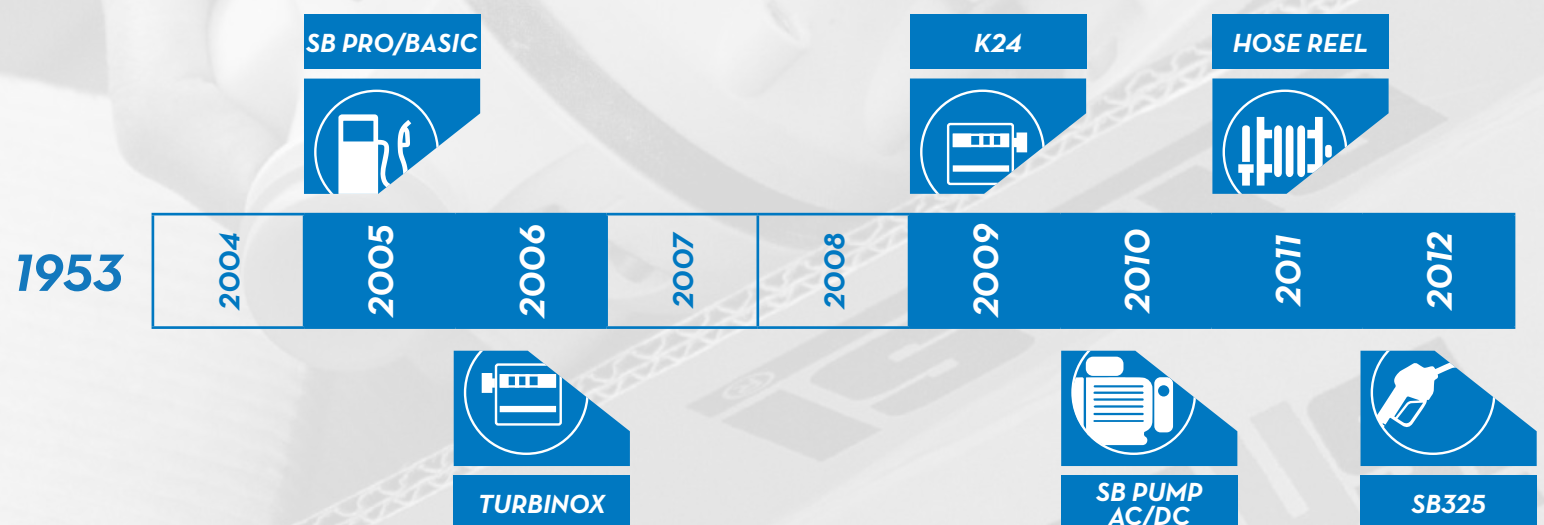 SB PRO/BASIC
K24
HOSE REEL
1953
2004
2005
2006
2007
2008
2009
2010
2011
2012
TURBINOX
SB PUMP
AC/DC
SB325